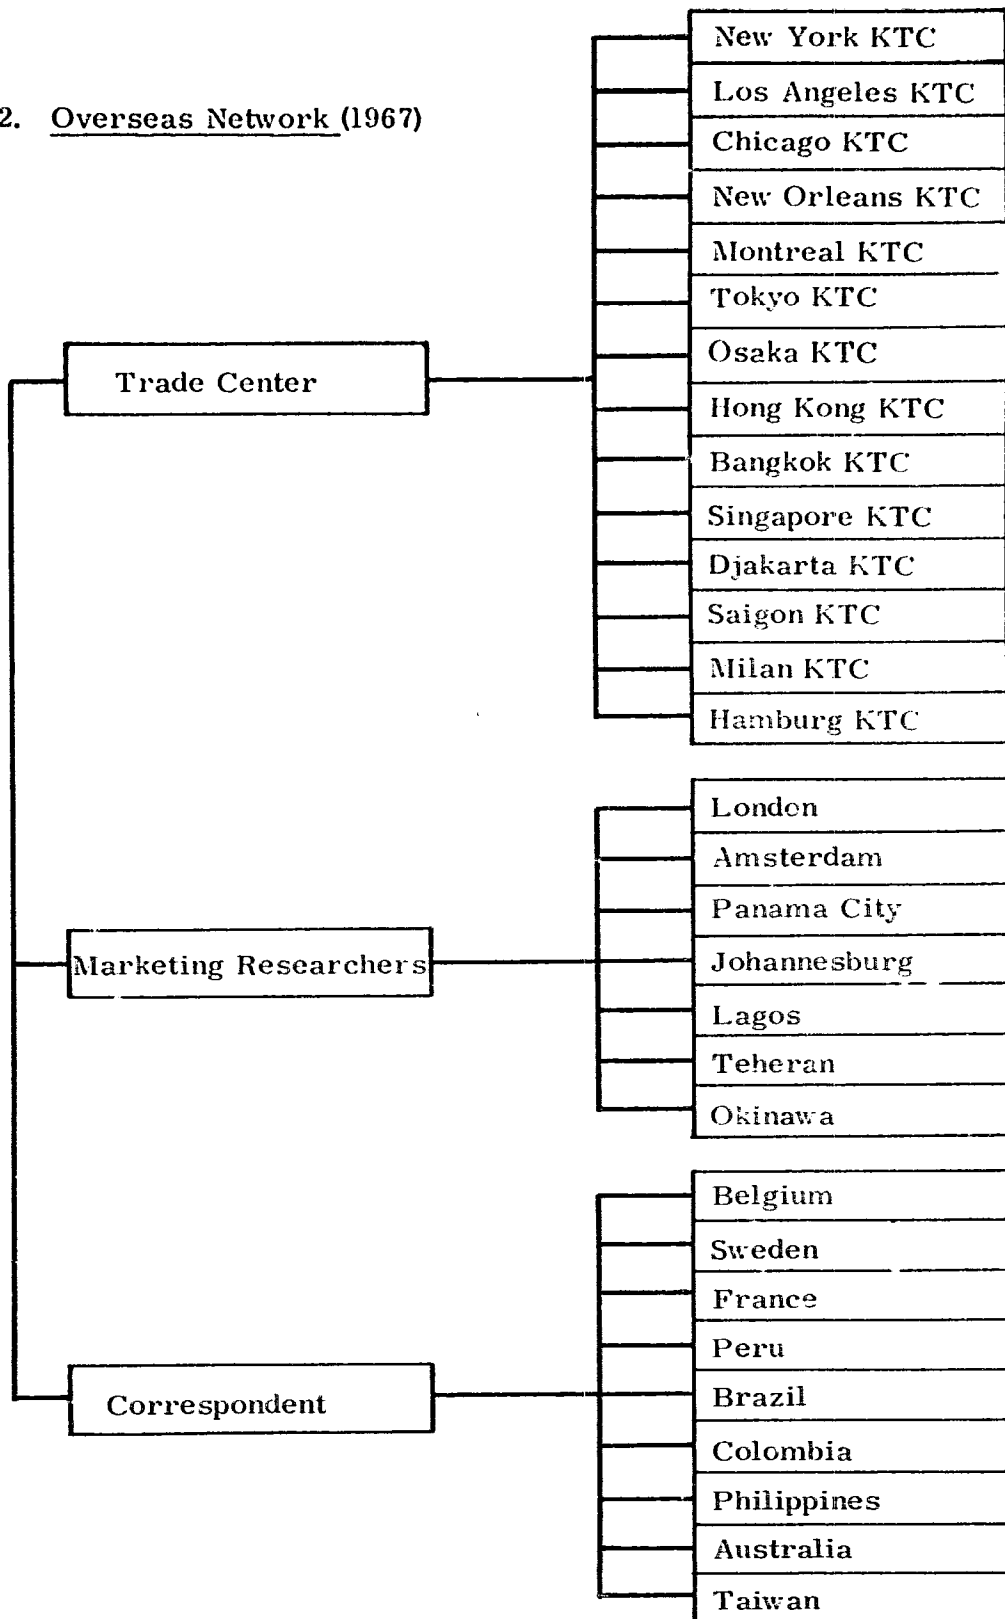 2. Overseas Network (1967)
New York KTC
Los Angeles KTC
Chicago KTC
New Orleans KTC
Montreal KTC
Tokyo KTC
Osaka KTC
Hong Kong KTC
Bangkok KTC
Singapore KTC
Djakarta KTC
Saigon KTC
Milan KTC
Hamburg KTC
Trade Center
London
Amsterdam
Panama City
Johannesburg
Lagos
Teheran
Okinawa
Marketing Researchers
Belgium
Sweden
France
Peru
Brazil
Colombia
Philippines
Australia
Taiwan
Correspondent